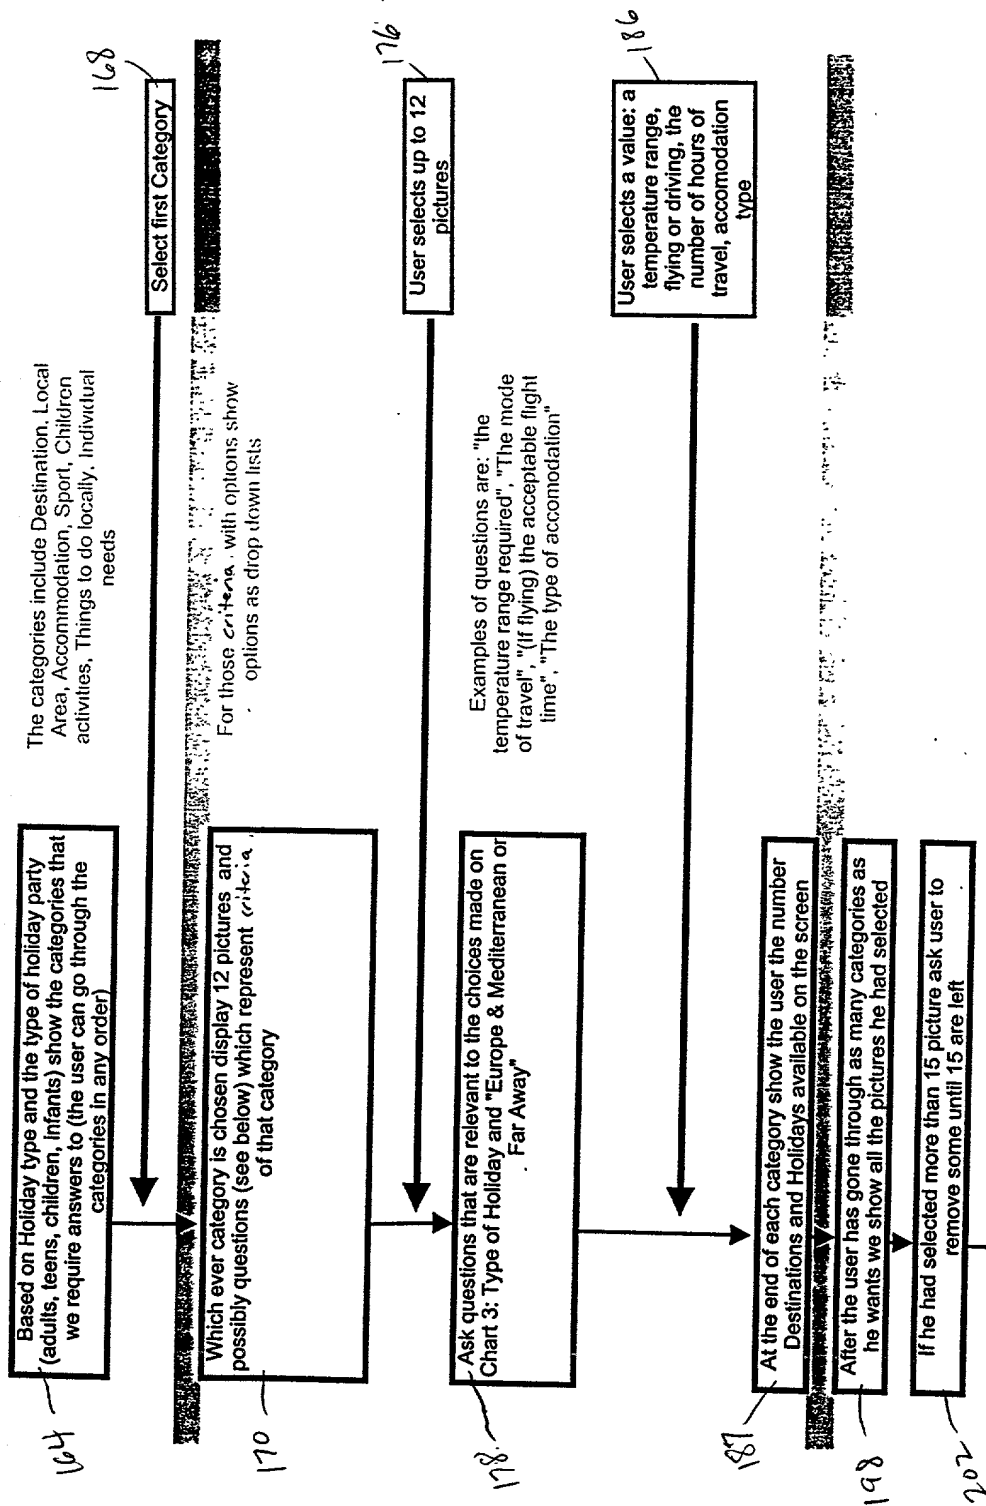 164
Based on Holiday type and the type of holiday party
(adults, teens, children, infants) show the categories that
we require answers to (the user can go through the
categories in any order)
The categories include Destination, Local
Area, Accommodation, Sport, Children
activities, Things to do locally, Individual
needs
168
Select first Category
170
Which ever category is chosen display 12 pictures and
possibly questions (sree below) which represent criteria
of that category
For those criteria with options show
options as drop down lists
176
User selects up to 12
pictures
178
Ask questions that are relevant to the choices made on
Chart 3: Type of Holiday and "Europe & Mediterranean or
Far Away"
Examples of questions are: "the
temperature range required", "The mode
of travel", "(If flying) the acceptable flight
time", "The type of accomodation"
186
User selects a value: a
temperature range,
flying or driving, the
number of hours of
travel, accomodation
type
187
At the end of each category show the user the number
Destinations and Holidays available on the screen
198
After the user has gone through as many categories as
he wants we show all the pictures he had selected
202
If he had selected more than 15 picture ask user to
remove some until 15 are left